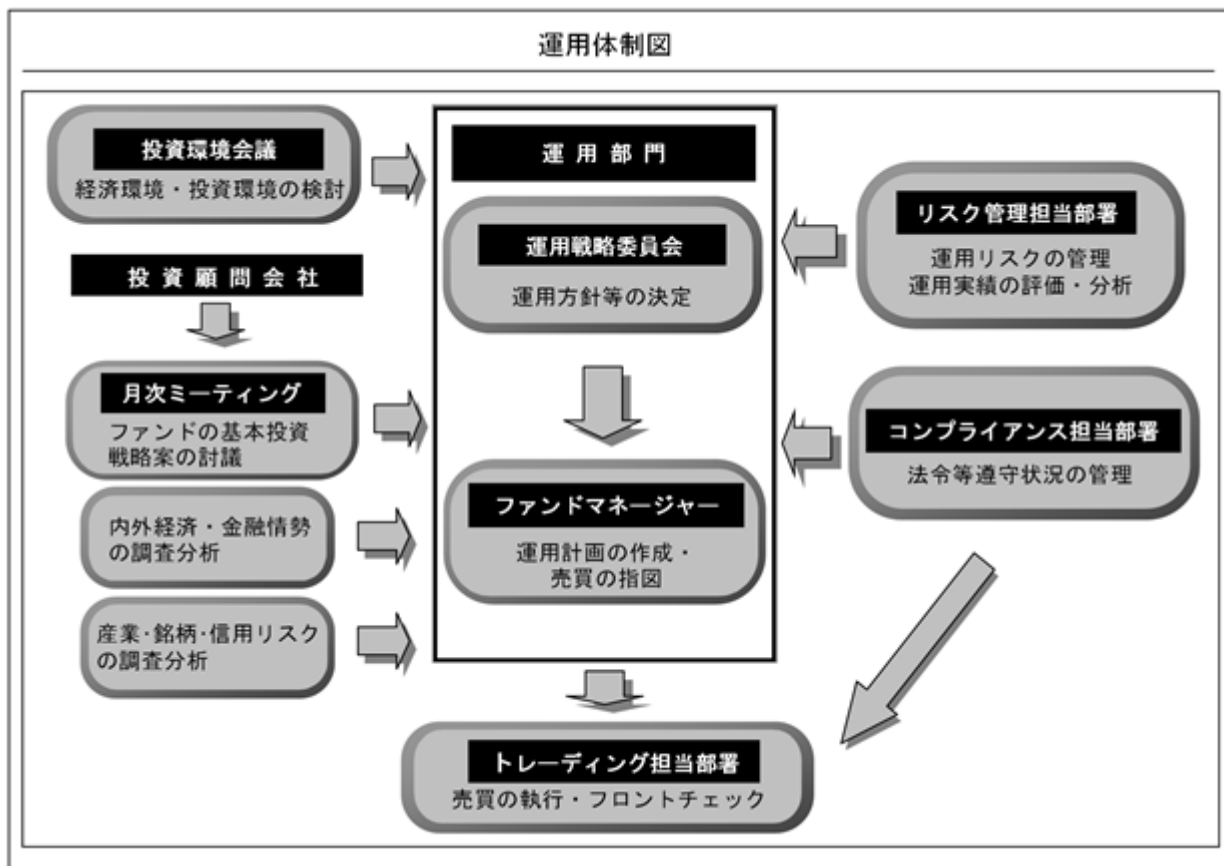 運用体制図
投資環境会議
経済環境・投資環境の検討
投資顧問会社
月次ミーティング
ファンドの基本投資
戦略案の討議
内外経済・金融情勢
の調査分析
産業・銘柄・信用リスク
の調査分析
運用部門
運用戦略委員会
運用方針等の決定
ファンドマネージャー
運用計画の作成・
売買の指図
リスク管理担当部署
運用リスクの管理
運用実績の評価・分析
コンプライアンス担当部署
法令等遵守状況の管理
トレーディング担当部署
売買の執行・フロントチェック